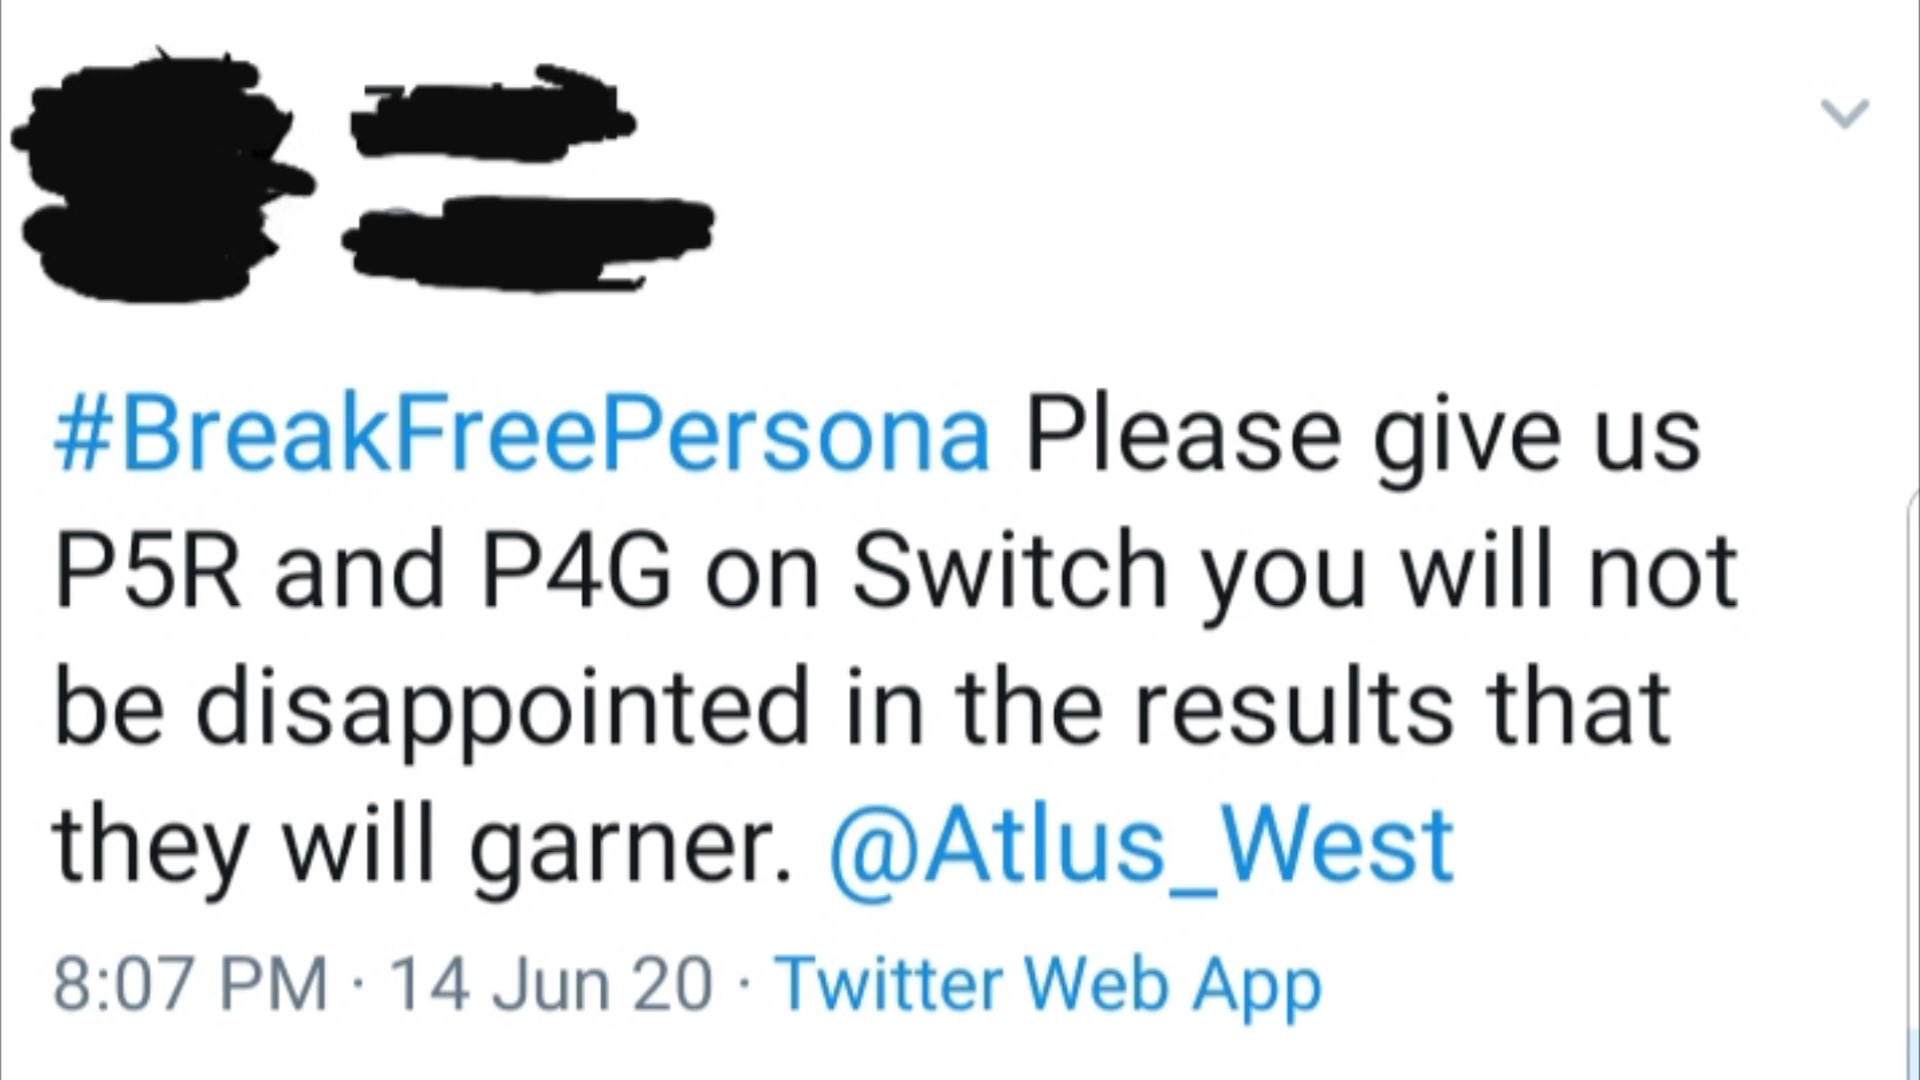 #BreakFreePersona Please give us
P5R and P4G on Switch you will not
be disappointed in the results that
they will garner. @Atlus_West
8:07 PM · 14 Jun 20 · Twitter Web App